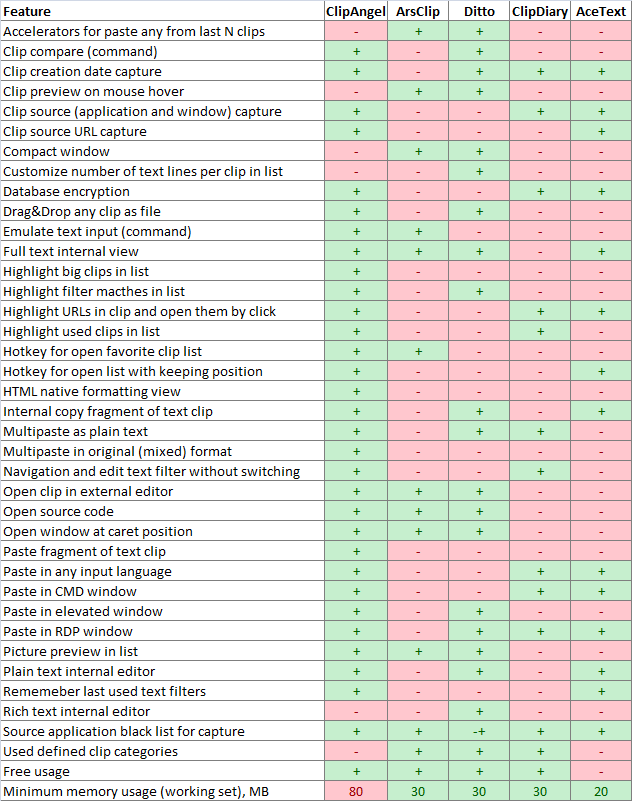 Feature ClipAngel ArsClip Ditto ClipDiary AceText
Accelerators for paste any from last N clips - + + - -
Clip compare (command) + - + - -
Clip creation date capture + - + + +
Clip preview on mouse hover - + + - -
Clip source (application and window) capture + - - + +
Clip source URL capture + - - - +
Compact window - + + - -
Customize number of text lines per clip in list - - + - -
Database encryption + - - + +
Drag&Drop any clip as file + - + - -
Emulate text input (command) + + - - -
Full text internal view + + + - +
Highlight big clips in list + - - - -
Highlight filter macthes in list + - + - -
Highlight URLs in clip and open them by click + - - + +
Highlight used clips in list + - - + -
Hotkey for open favorite clip list + + - - -
Hotkey for open list with keeping position + - - - +
HTML native formatting view + - - - -
Internal copy fragment of text clip + - + - +
Multipaste as plain text + - + + -
Multipaste in original (mixed) format + - - - -
Navigation and edit text filter without switching + - - + -
Open clip in external editor + + + - -
Open source code + + + - -
Open window at caret position + + + - -
Paste fragment of text clip + - - - -
Paste in any input language + - - + +
Paste in CMD window + - - + +
Paste in elevated window + - + - -
Paste in RDP window + - + + +
Picture preview in list + + + - -
Plain text internal editor + - + - +
Rememeber last used text filters + - - - +
Rich text internal editor - - + - -
Source application black list for capture + + -+ + +
Used defined clip categories - + + + -
Free usage + + + + -
Minimum memory usage (working set), MB 80 30 30 30 20